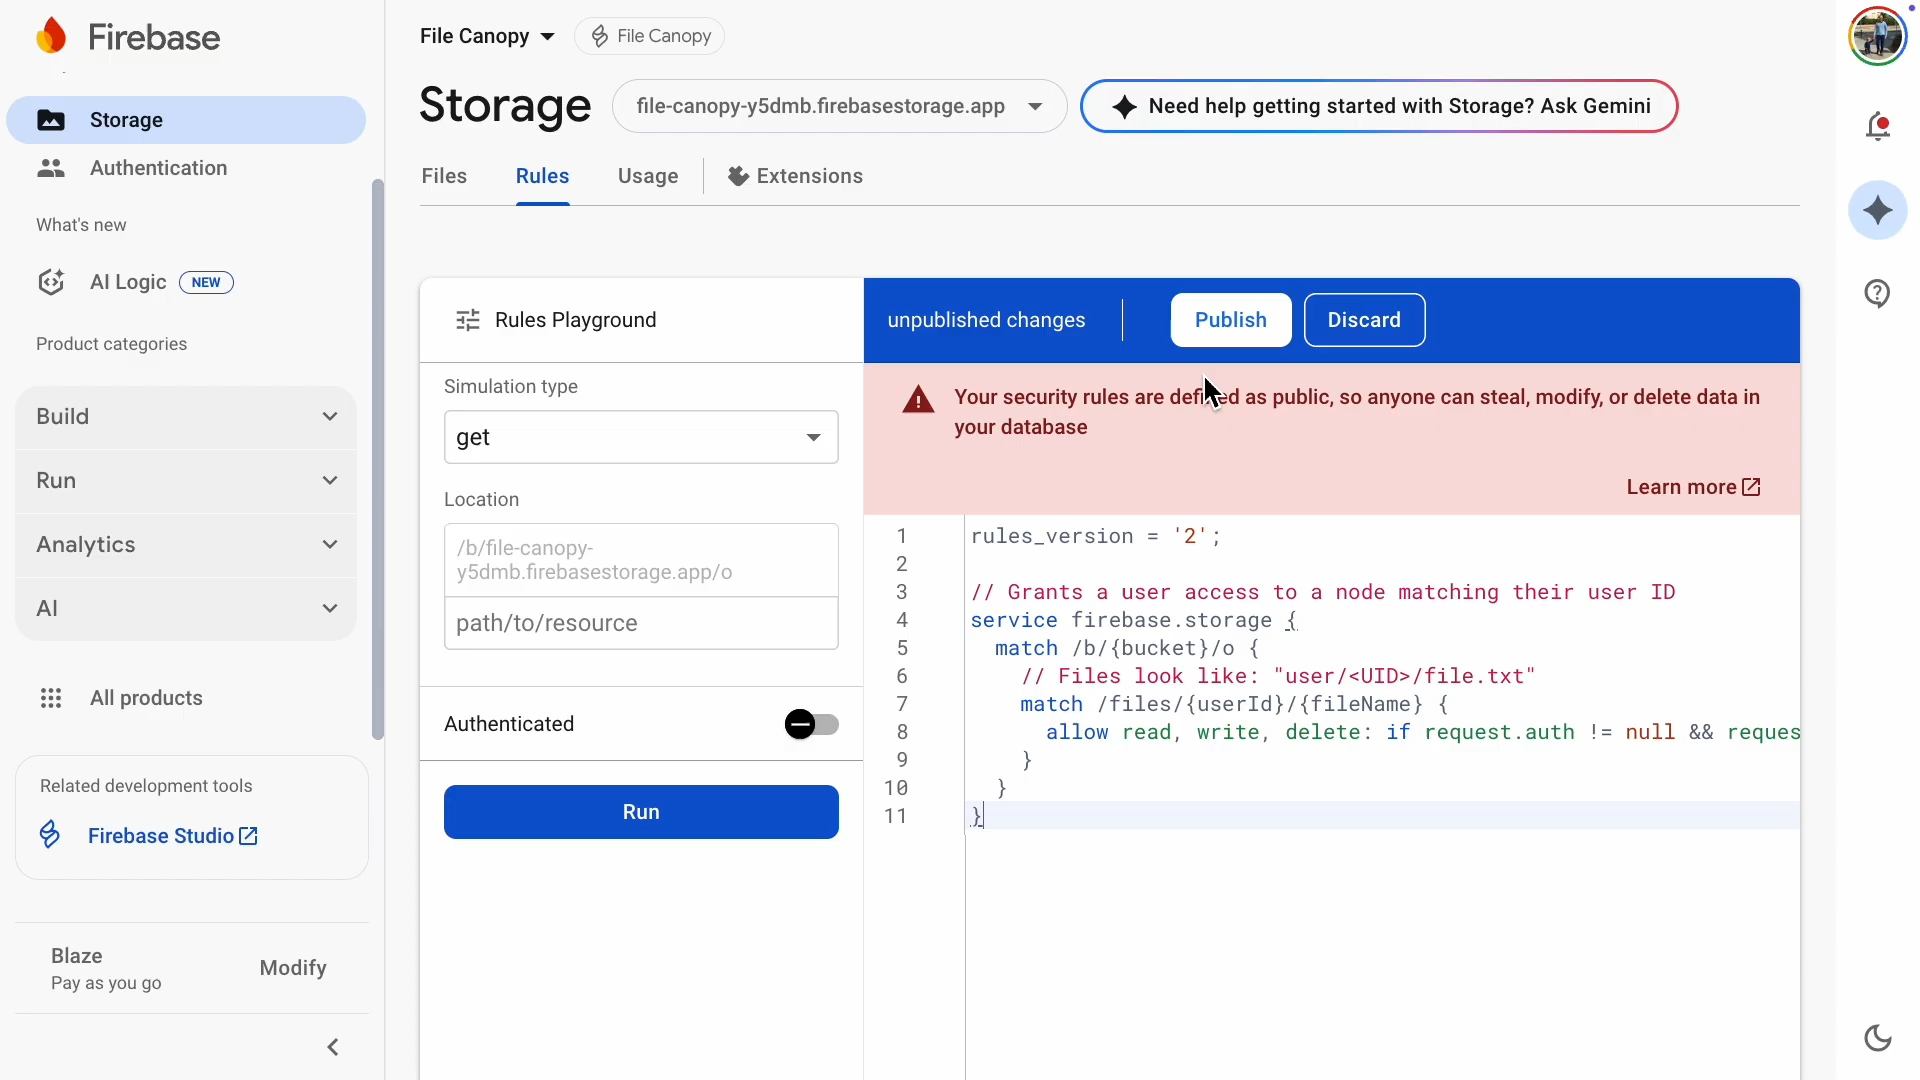 Firebase
Storage
Authentication
What's new
AI Logic NEW
Product categories
Build
Run
Analytics
AI
All products
Related development tools
Firebase Studio
Blaze
Pay as you go
Modify
File Canopy
File Canopy
Storage
file-canopy-y5dmb.firebasestorage.app
Need help getting started with Storage? Ask Gemini
Files
Rules
Usage
Extensions
Rules Playground
Simulation type
get
Location
/b/file-canopy-
y5dmb.firebasestorage.app/o
path/to/resource
Authenticated
Run
unpublished changes
Publish
Discard
Your security rules are defined as public, so anyone can steal, modify, or delete data in
your database
Learn more
1 rules_version = '2';
2
3 // Grants a user access to a node matching their user ID
4 service firebase.storage {
5 match /b/{bucket}/o {
6 // Files look like: "user/<UID>/file.txt"
7 match /files/{userId}/{fileName} {
8 allow read, write, delete: if request.auth != null && reques
9 }
10 }
11 }